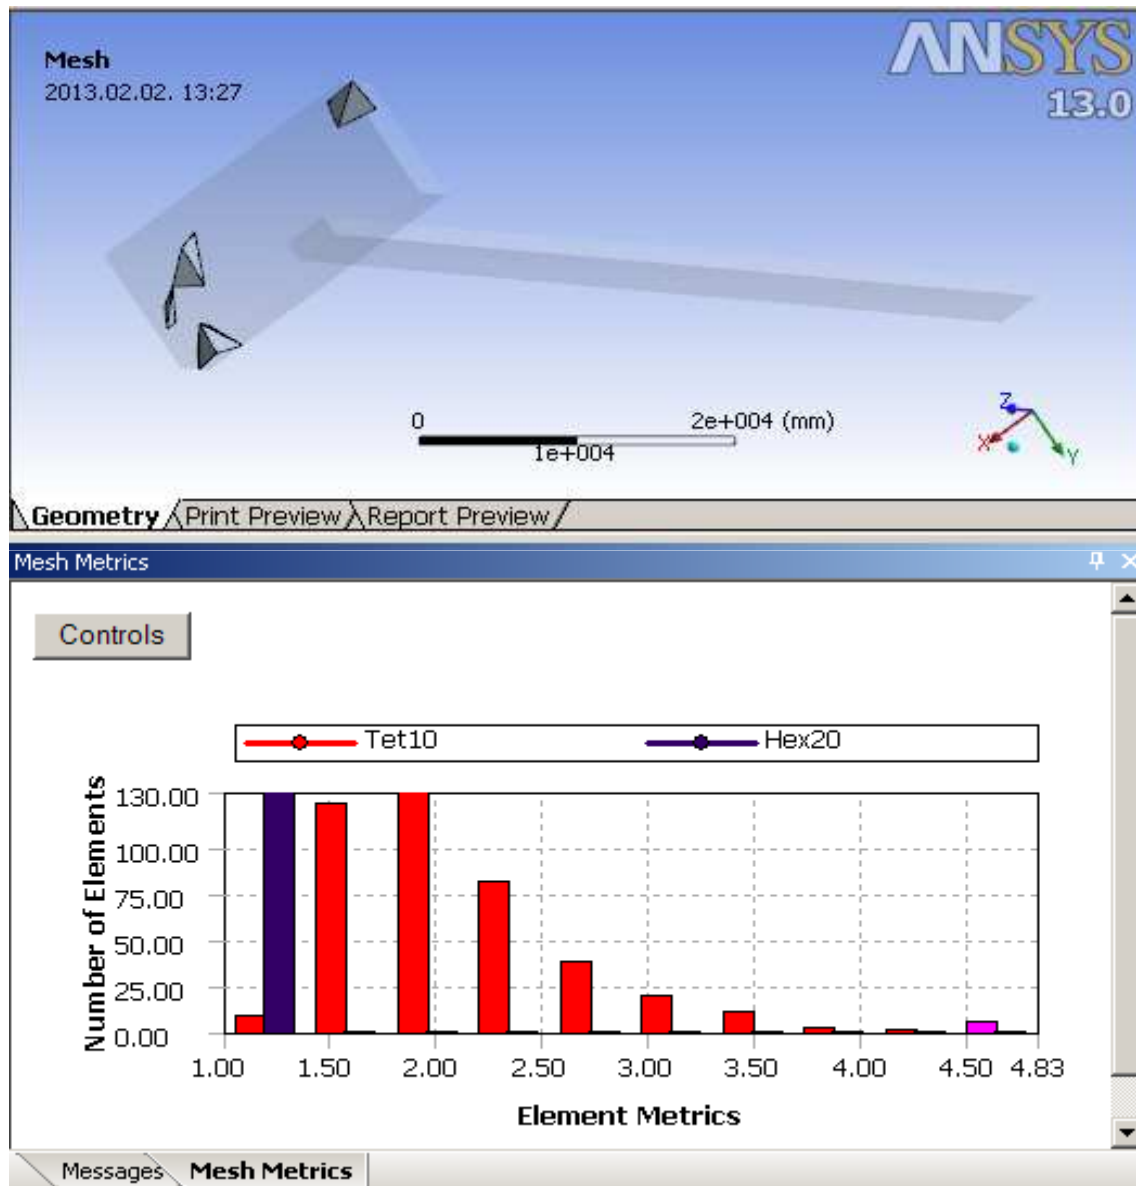 Mesh
2013.02.02. 13:27
ANSYS
13.0
0
2e+004 (mm)
1e+004
Z
X
Y
Geometry Print Preview Report Preview
Mesh Metrics
Controls
Tet10 Hex20
Number of Elements
130.00
100.00
75.00
50.00
25.00
0.00
1.00 1.50 2.00 2.50 3.00 3.50 4.00 4.50 4.83
Element Metrics
Messages Mesh Metrics